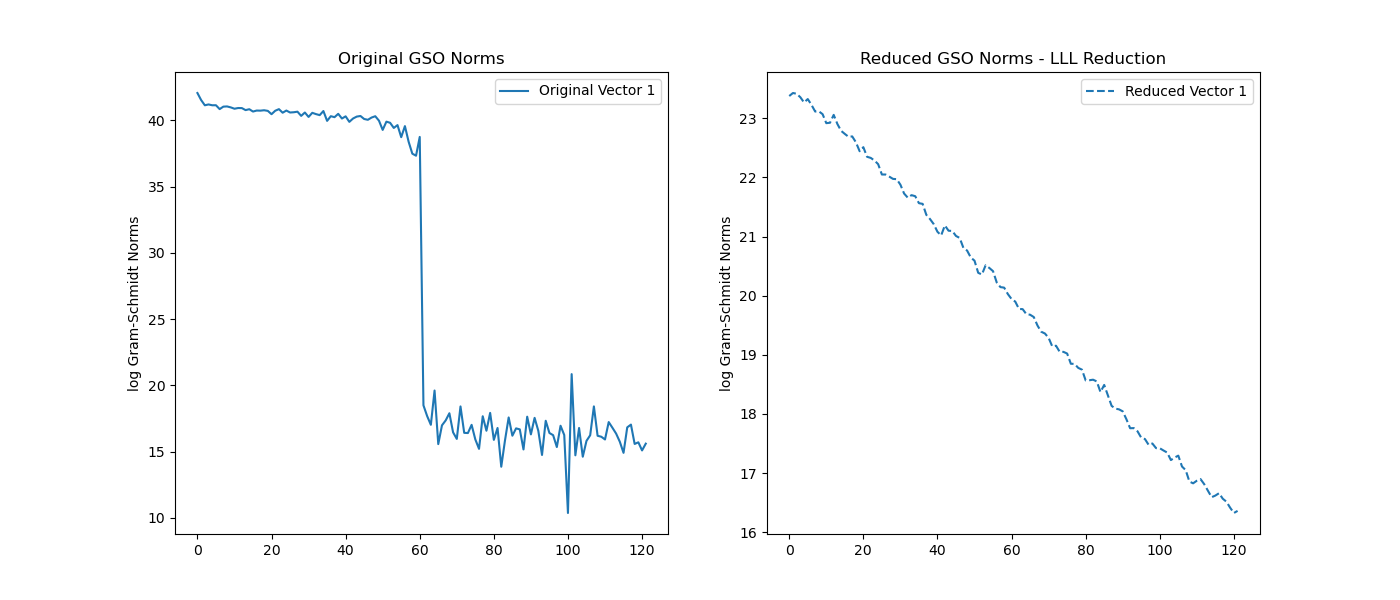 Original GSO Norms
Original Vector 1
log Gram-Schmidt Norms
40
35
30
25
20
15
10
0 20 40 60 80 100 120
Reduced GSO Norms - LLL Reduction
Reduced Vector 1
log Gram-Schmidt Norms
23
22
21
20
19
18
17
16
0 20 40 60 80 100 120